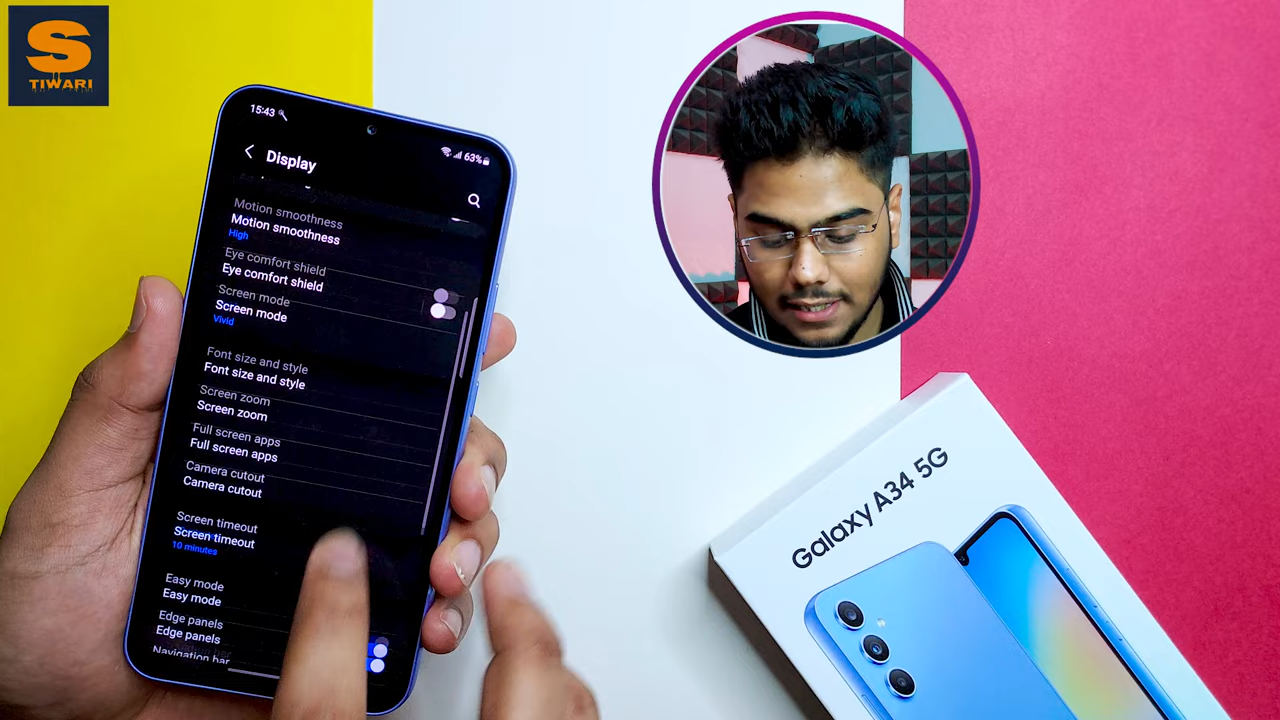 S
TIWARI
15:43
63%
Display
Motion smoothness
Motion smoothness
High
Eye comfort shield
Eye comfort shield
Screen mode
Screen mode
Vivid
Font size and style
Font size and style
Screen zoom
Screen zoom
Full screen apps
Full screen apps
Camera cutout
Camera cutout
Screen timeout
Screen timeout
10 minutes
Easy mode
Easy mode
Edge panels
Edge panels
Navigation bar
Galaxy A34 5G